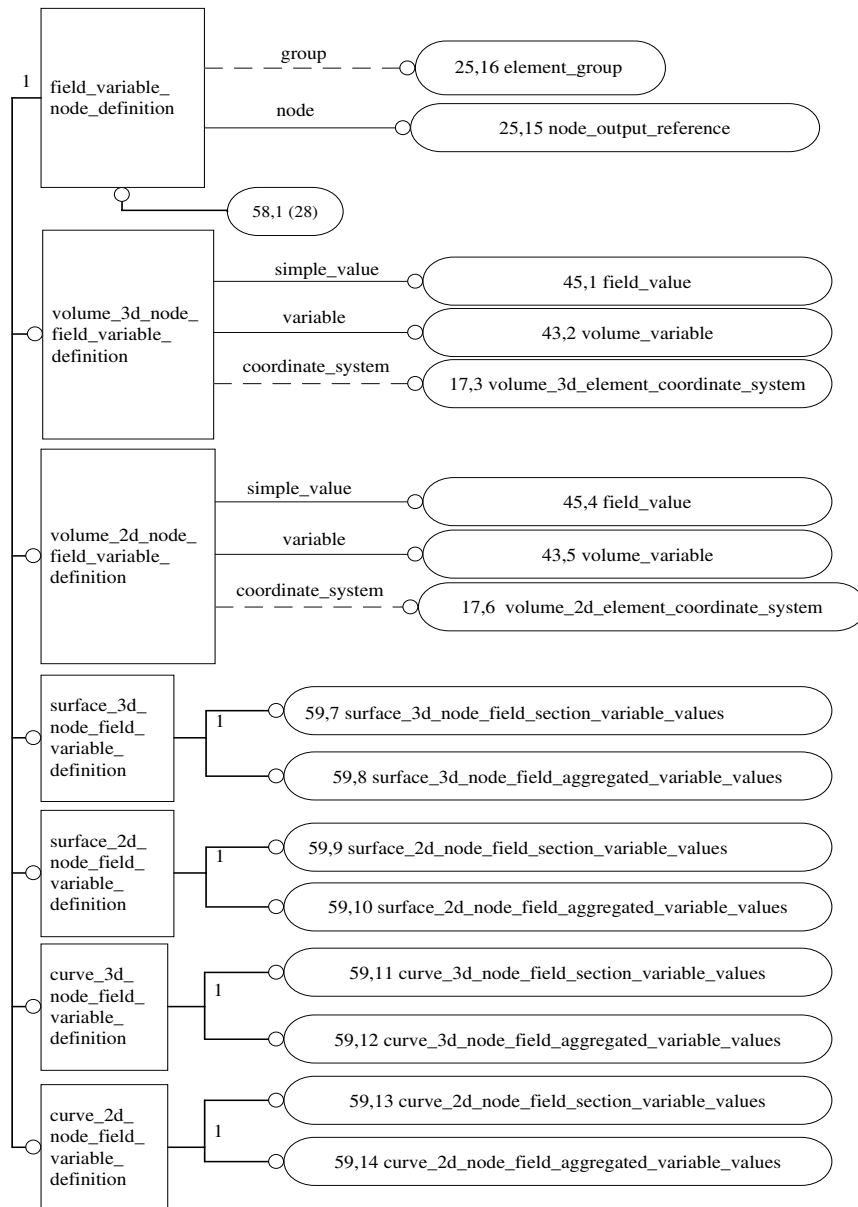 group
25,16 element_group
1
field_variable_
node_definition
node
25,15 node_output_reference
58,1 (28)
simple_value
45,1 field_value
volume_3d_node_
field_variable_
definition
variable
43,2 volume_variable
coordinate_system
17,3 volume_3d_element_coordinate_system
simple_value
45,4 field_value
volume_2d_node_
field_variable_
definition
variable
43,5 volume_variable
coordinate_system
17,6 volume_2d_element_coordinate_system
surface_3d_
node_field_
variable_
definition
1
59,7 surface_3d_node_field_section_variable_values
59,8 surface_3d_node_field_aggregated_variable_values
surface_2d_
node_field_
variable_
definition
1
59,9 surface_2d_node_field_section_variable_values
59,10 surface_2d_node_field_aggregated_variable_values
curve_3d_
node_field_
variable_
definition
1
59,11 curve_3d_node_field_section_variable_values
59,12 curve_3d_node_field_aggregated_variable_values
curve_2d_
node_field_
variable_
definition
1
59,13 curve_2d_node_field_section_variable_values
59,14 curve_2d_node_field_aggregated_variable_values